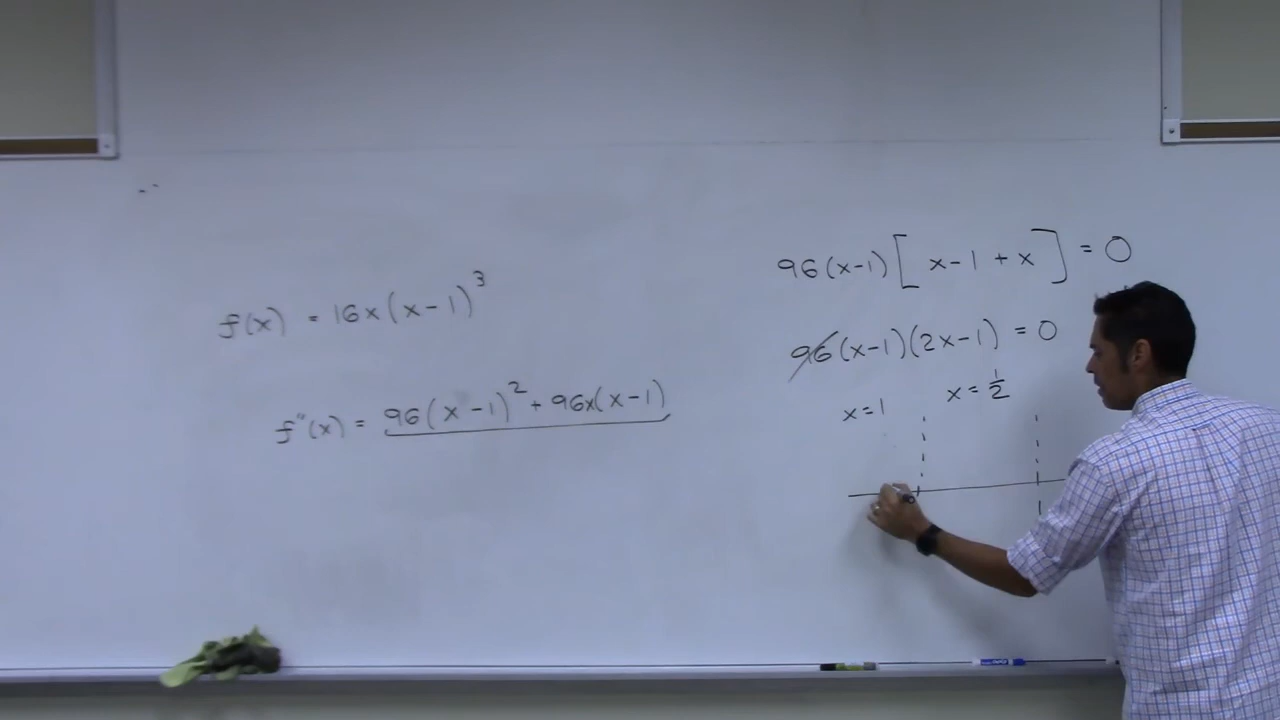 f(x) = 16x(x-1)³
f"(x) = 96(x-1)² + 96x(x-1)
96(x-1)[x-1+x] = 0
96(x-1)(2x-1) = 0
x=1 x=1/2